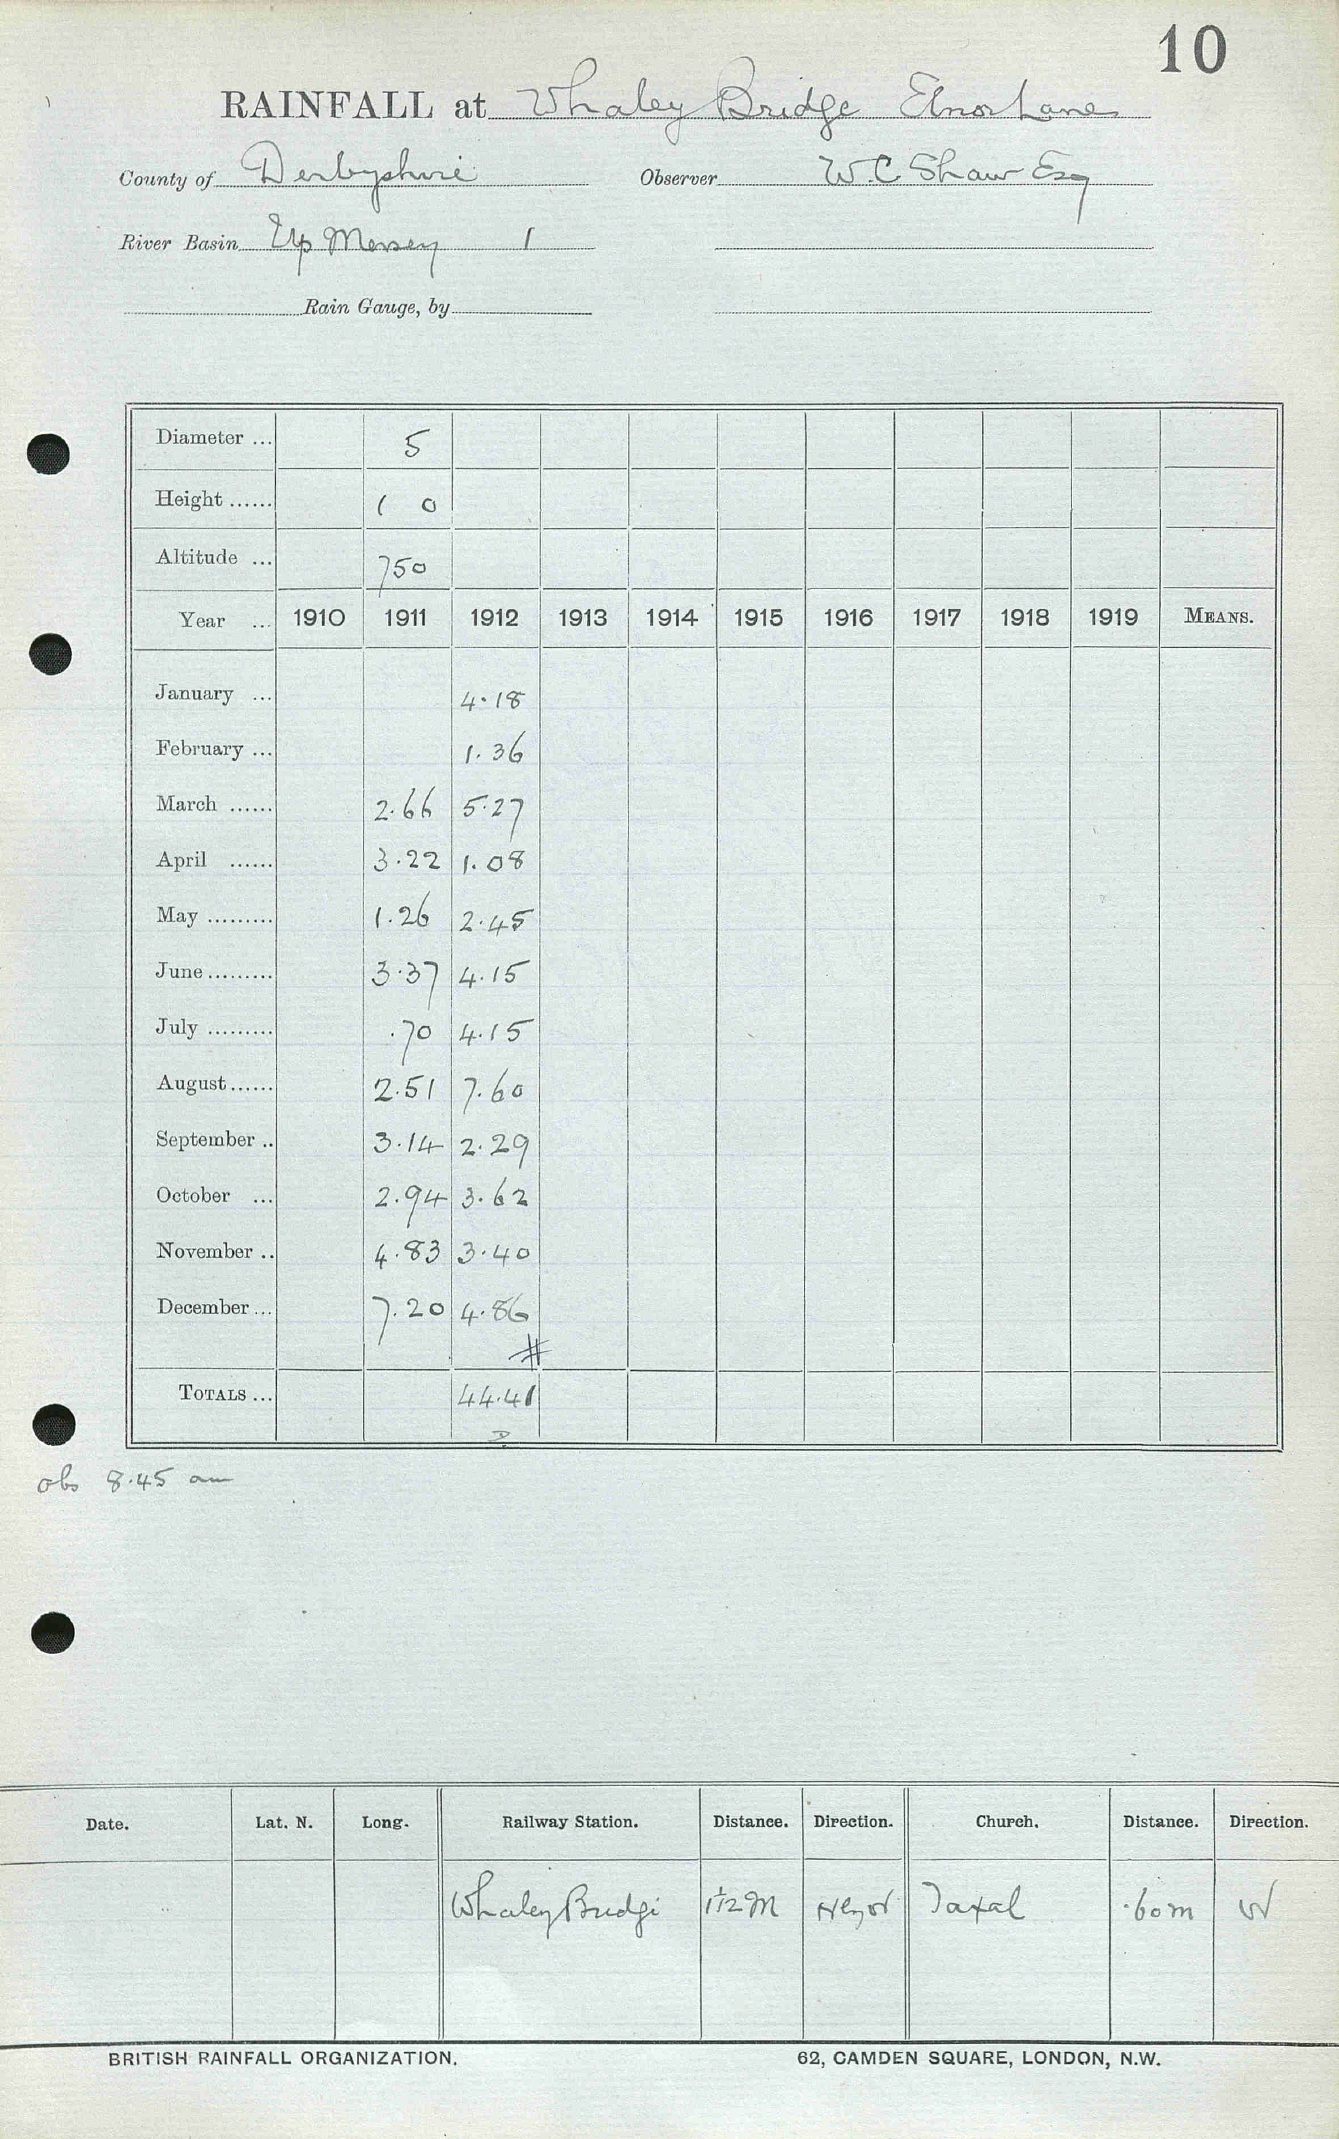 10
RAINFALL at Whaley Bridge Elnor Lane
County of Derbyshire Observer W.C Shaw Esq
River Basin Up Mersey 1
Rain Gauge, by
Diameter ... 5
Height ...... 1 0
Altitude ... 750
Year ... 1910 1911 1912 1913 1914 1915 1916 1917 1918 1919 MEANS.
January ... 4.18
February ... 1.36
March ...... 2.66 5.27
April ...... 3.22 1.08
May ......... 1.26 2.45
June ......... 3.37 4.15
July ......... .70 4.15
August ...... 2.51 7.60
September .. 3.14 2.29
October ... 2.94 3.62
November .. 4.83 3.40
December ... 7.20 4.86
#
TOTALS ... 44.41
D
obs 8.45 am
Date. Lat. N. Long. Railway Station. Distance. Direction. Church. Distance. Direction.
Whaley Bridge 1 1/2 M N by W Taxal .60 m W
BRITISH RAINFALL ORGANIZATION. 62, CAMDEN SQUARE, LONDON, N.W.